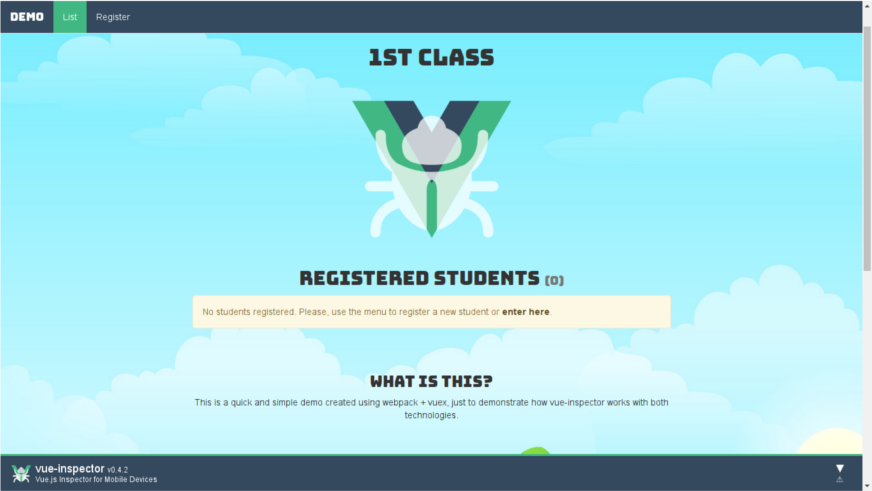 DEMO List Register
1ST CLASS
REGISTERED STUDENTS (0)
No students registered. Please, use the menu to register a new student or enter here.
WHAT IS THIS?
This is a quick and simple demo created using webpack + vuex, just to demonstrate how vue-inspector works with both
technologies.
vue-inspector v0.4.2
Vue.js Inspector for Mobile Devices